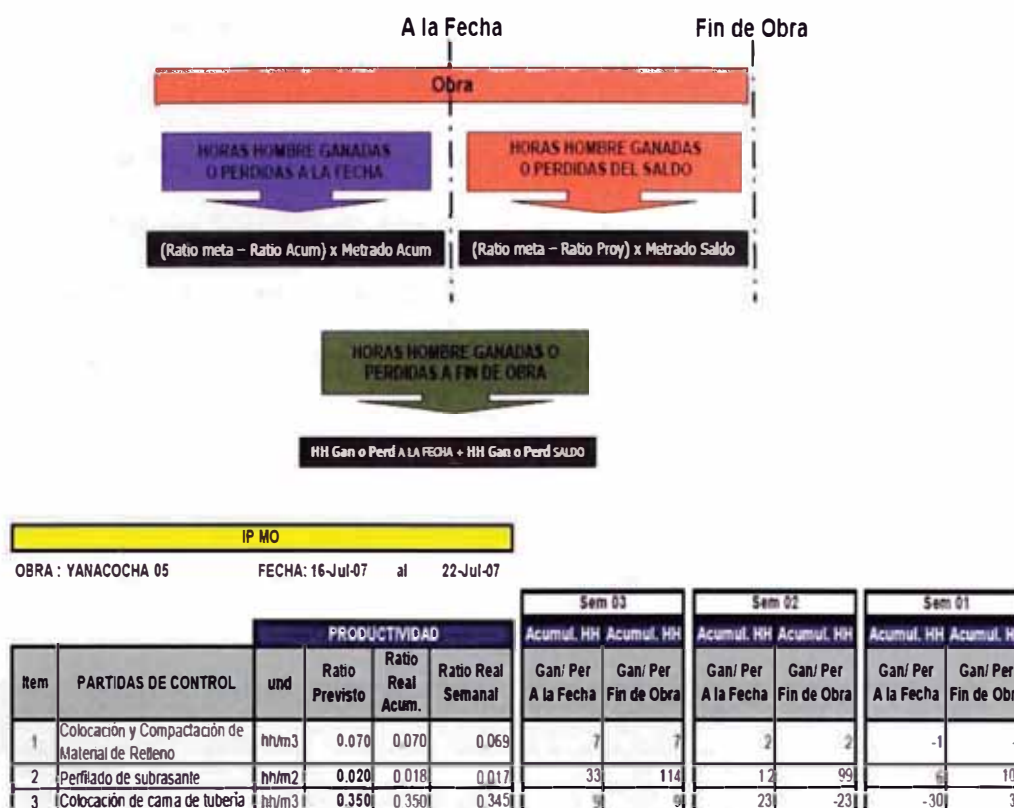 A la Fecha Fin de Obra
Obra
HORAS HOMBRE GANADAS
O PERDIDAS A LA FECHA
HORAS HOMBRE GANADAS
O PERDIDAS DEL SALDO
(Ratio meta – Ratio Acum) x Metrado Acum
(Ratio meta – Ratio Proy) x Metrado Saldo
HORAS HOMBRE GANADAS O
PERDIDAS A FIN DE OBRA
HH Gan o Perd A LA FECHA + HH Gan o Perd SALDO
IP MO
OBRA : YANACOCHA 05 FECHA: 16-Jul-07 al 22-Jul-07
Sem 03 Sem 02 Sem 01
PRODUCTIVIDAD Acumul. HH Acumul. HH Acumul. HH Acumul. HH Acumul. HH Acumul. H
Item PARTIDAS DE CONTROL und Ratio Previsto Ratio Real Acum. Ratio Real Semanal Gan/ Per A la Fecha Gan/ Per Fin de Obra Gan/ Per A la Fecha Gan/ Per Fin de Obra Gan/ Per A la Fecha Gan/ Per Fin de Obr
1 Colocación y Compactación de Material de Relleno hh/m3 0.070 0.070 0.069 7 7 2 2 -1
2 Perfilado de subrasante hh/m2 0.020 0.018 0.017 33 114 12 99 6 10
3 Colocación de cama de tuberia hh/m3 0.350 0.350 0.345 9 9 23 -23 -30 3